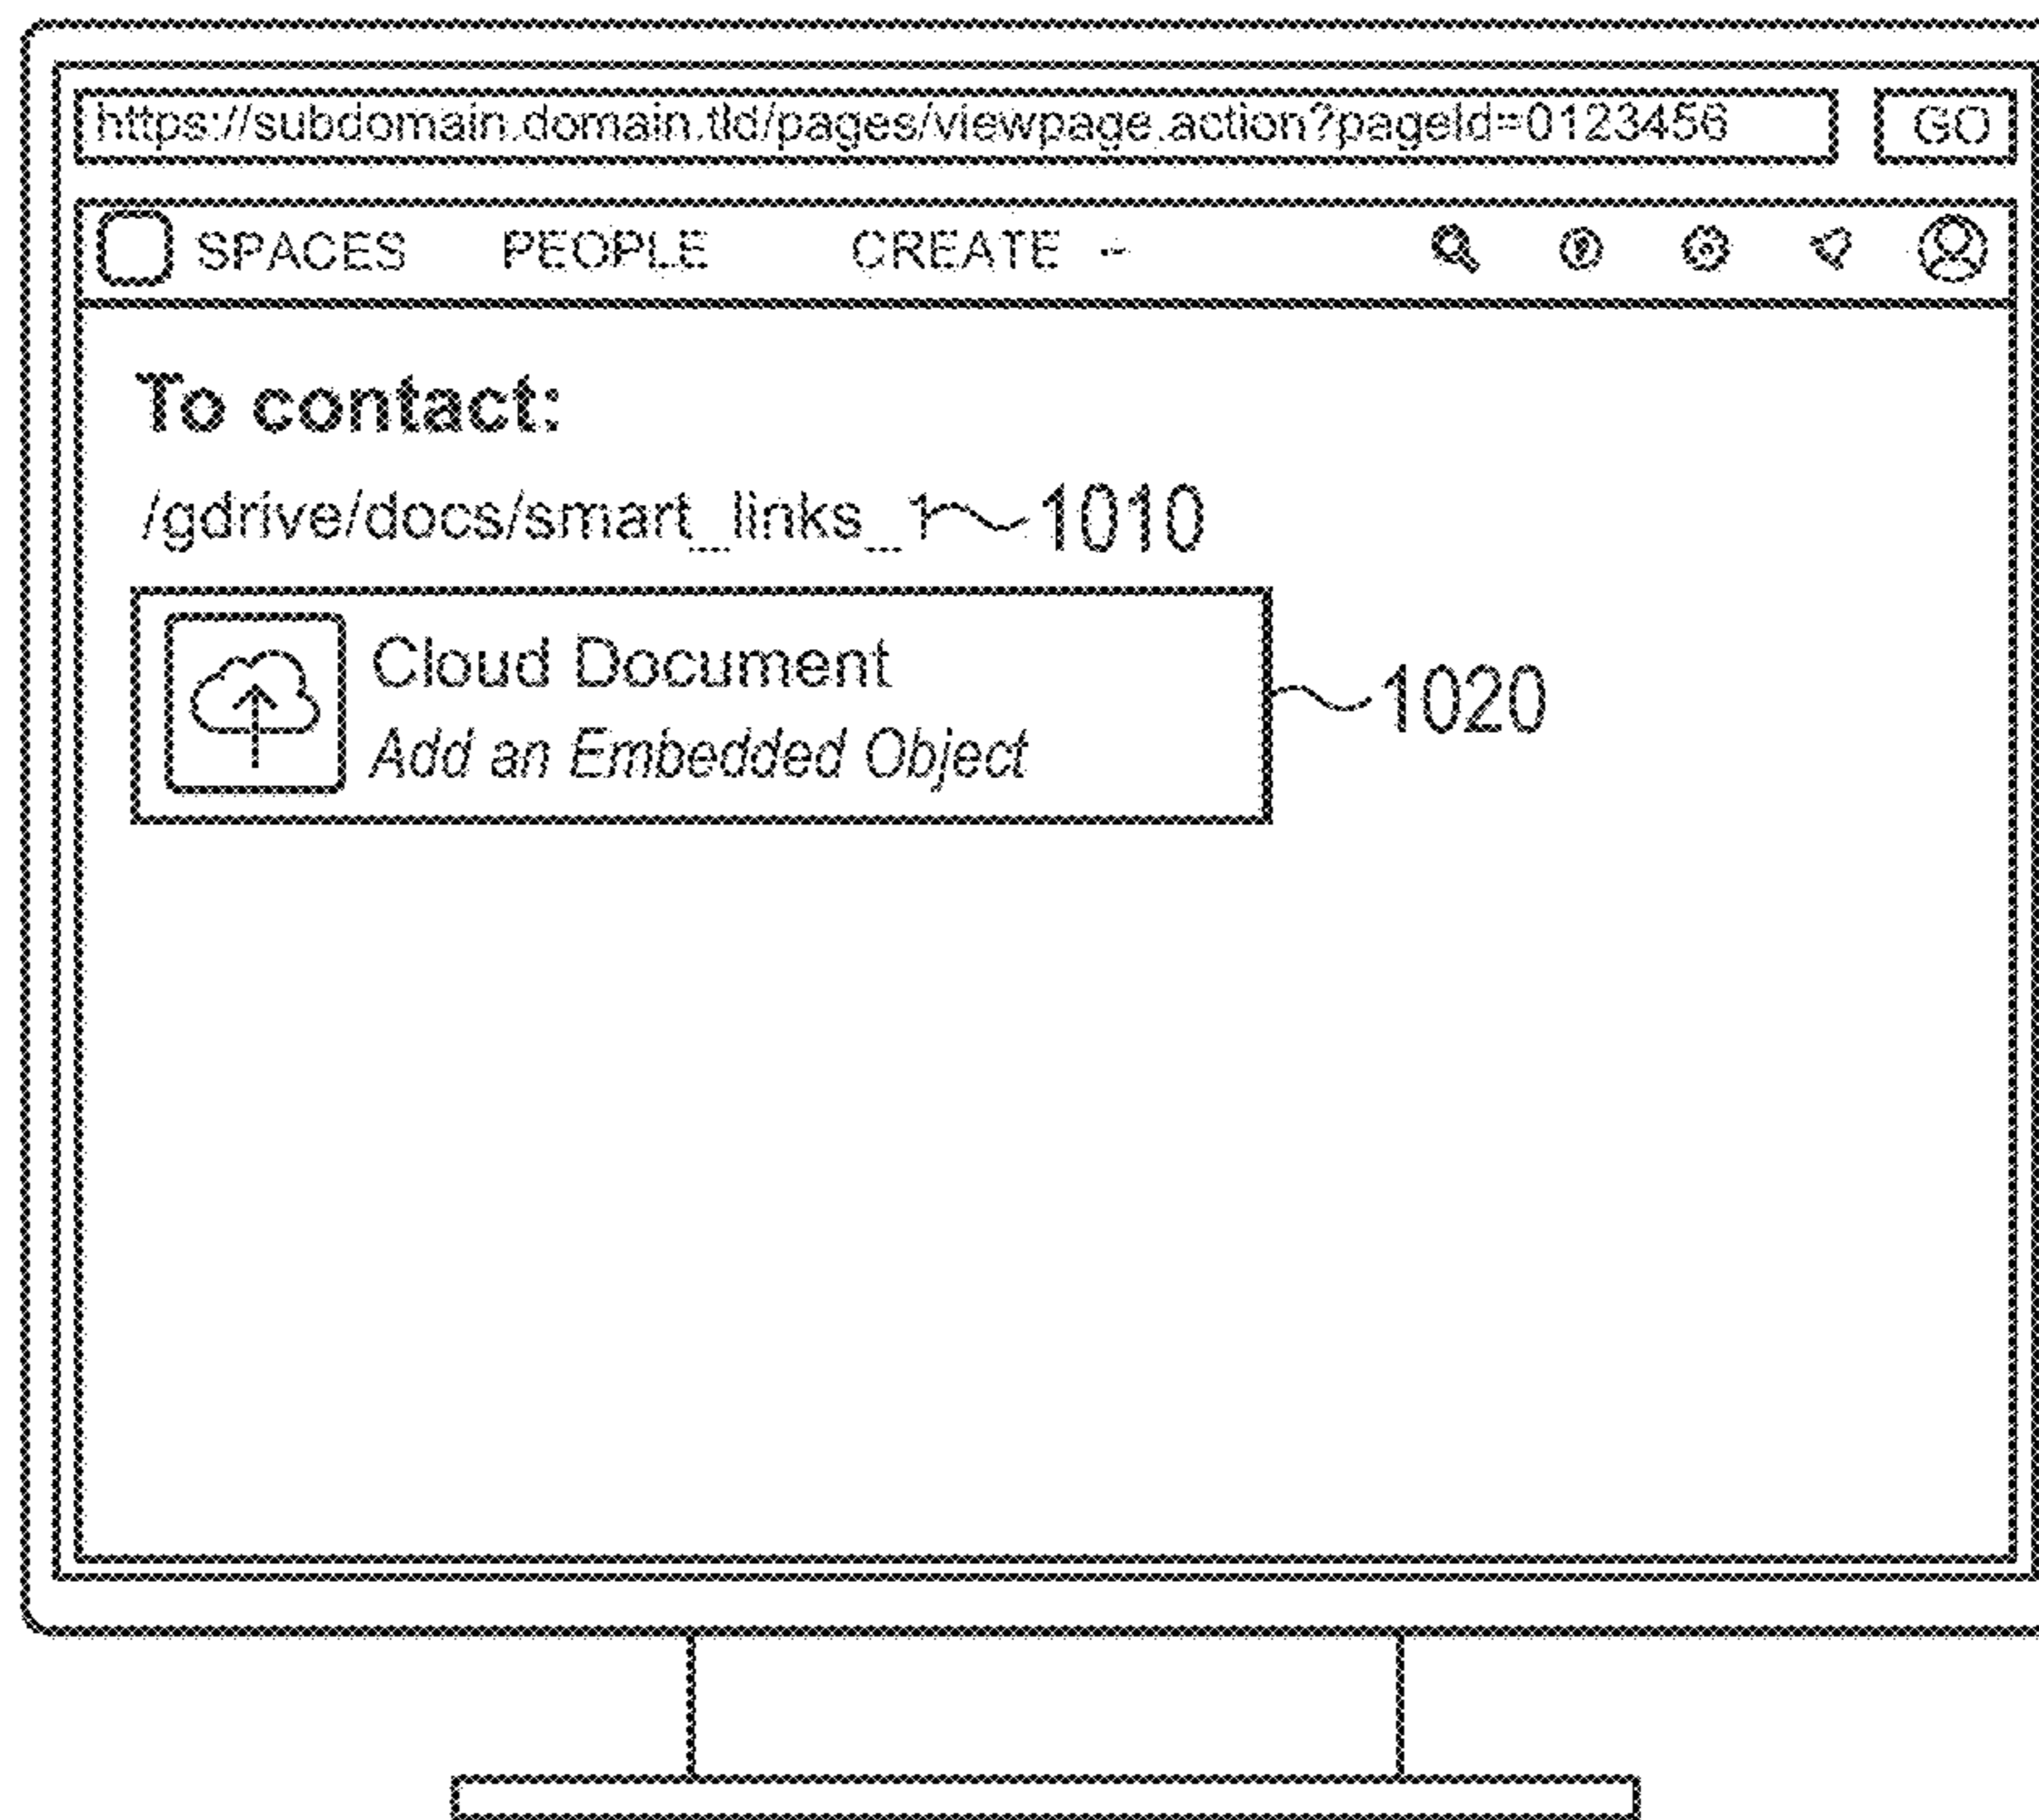 https://subdomain.domain.tld/pages/viewpage.action?pageId=0123456 GO
SPACES PEOPLE CREATE
To contact:
/gdrive/docs/smart_links_1 1010
Cloud Document
Add an Embedded Object
1020